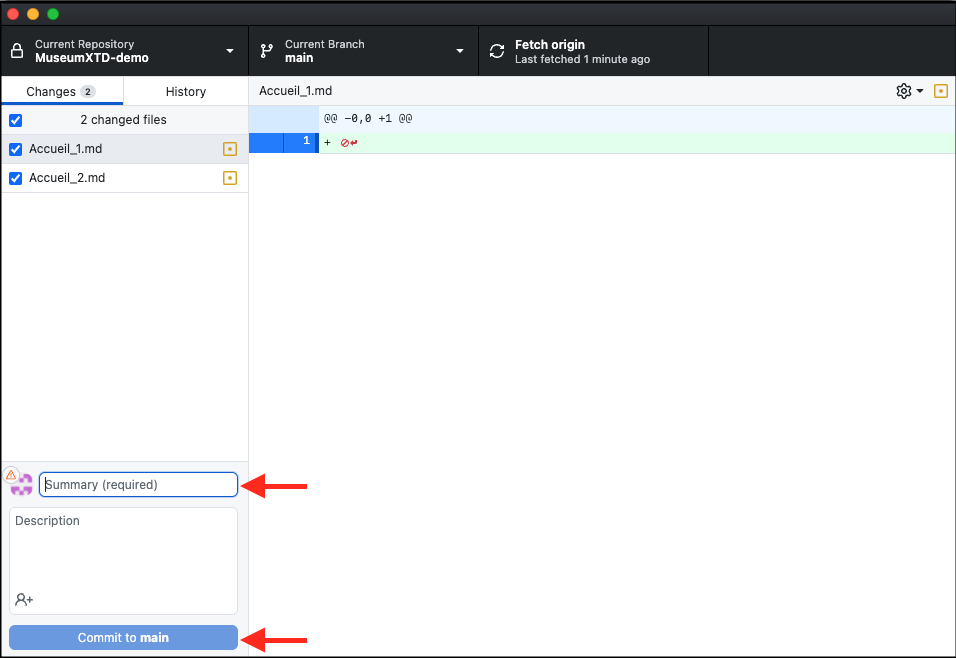 Current Repository
MuseumXTD-demo
Current Branch
main
Fetch origin
Last fetched 1 minute ago
Changes 2
History
2 changed files
Accueil_1.md
Accueil_2.md
Accueil_1.md
@@ -0,0 +1 @@
1 +
Summary (required)
Description
Commit to main